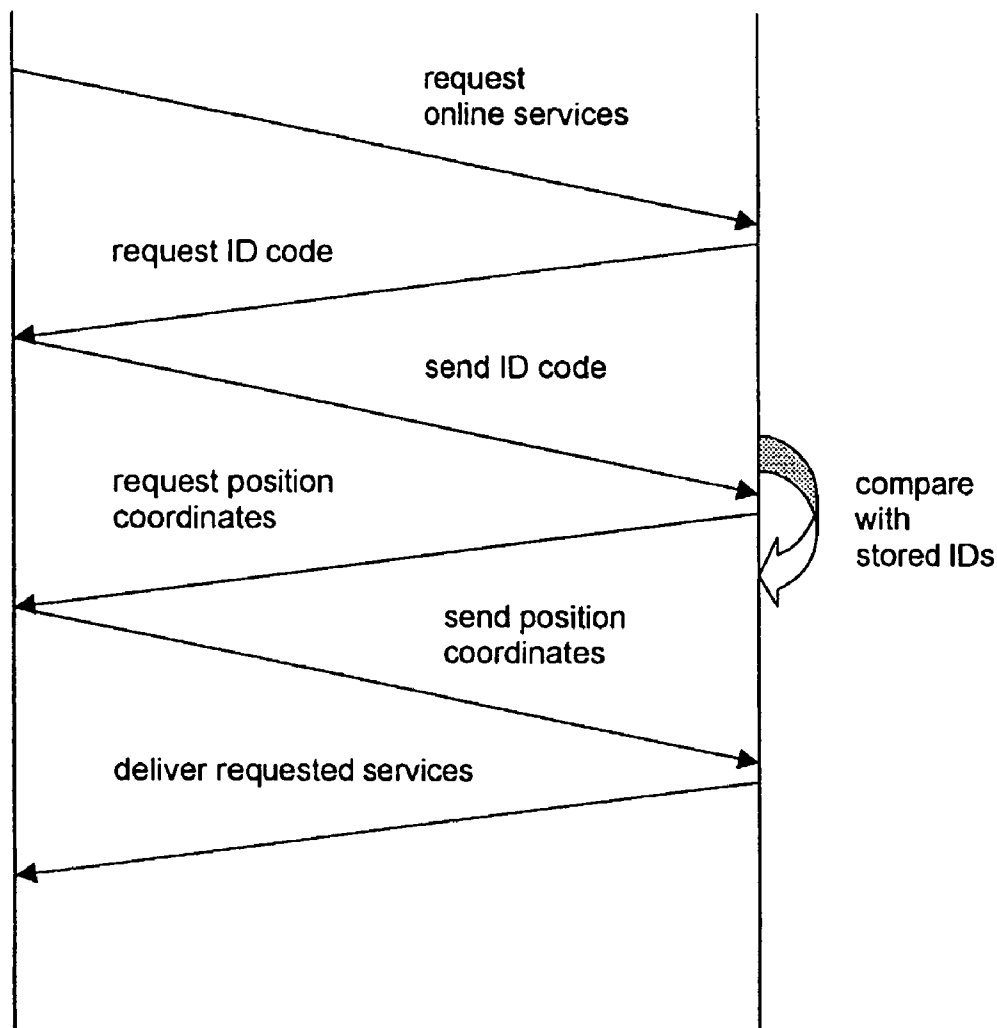 request
online services
request ID code
send ID code
request position
coordinates
compare
with
stored IDs
send position
coordinates
deliver requested services